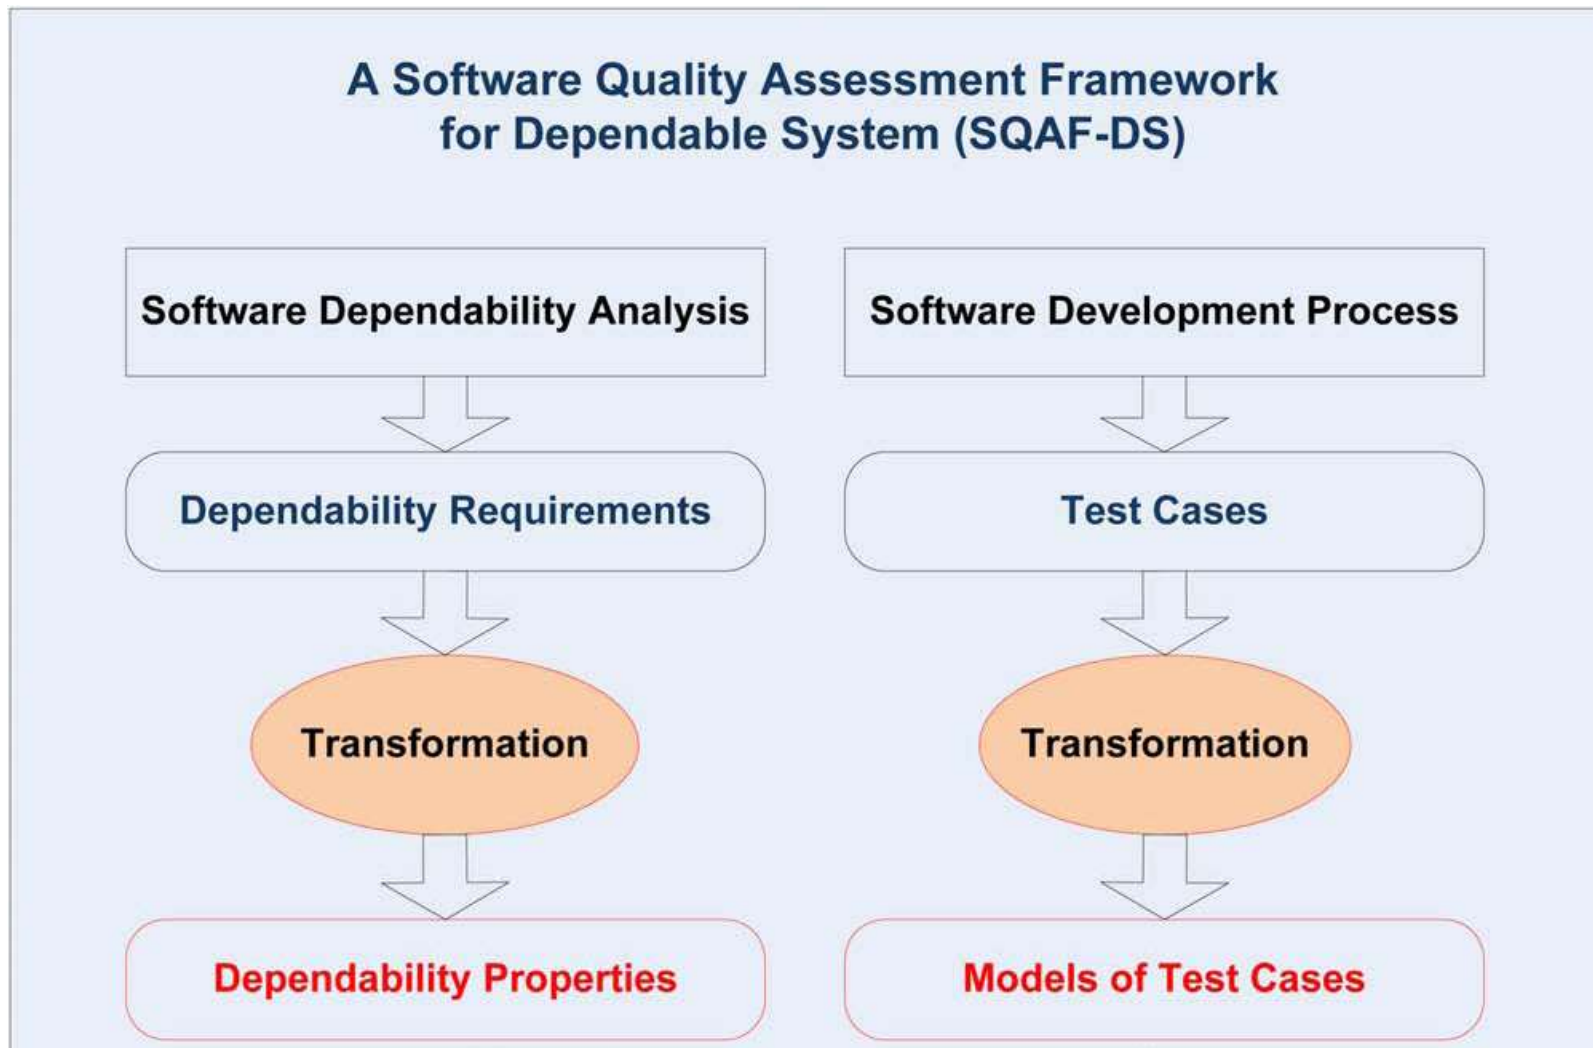 A Software Quality Assessment Framework
for Dependable System (SQAF-DS)
Software Dependability Analysis
Software Development Process
Dependability Requirements
Test Cases
Transformation
Transformation
Dependability Properties
Models of Test Cases